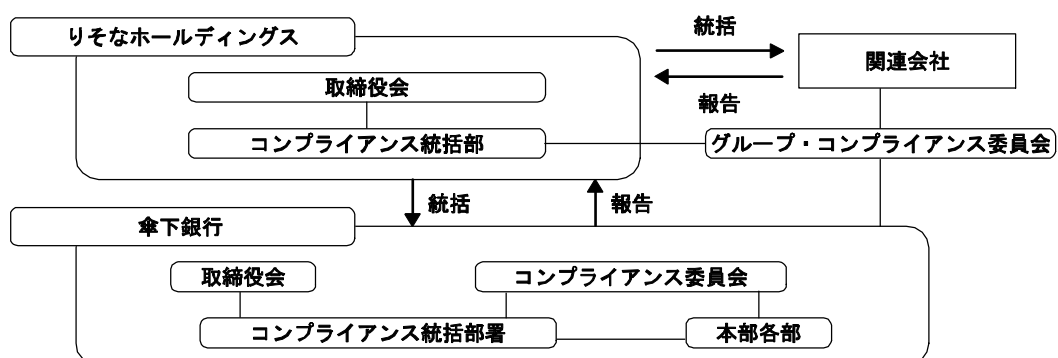 りそなホールディングス
統括
関連会社
取締役会
報告
コンプライアンス統括部
グループ・コンプライアンス委員会
統括
報告
傘下銀行
取締役会
コンプライアンス委員会
コンプライアンス統括部署
本部各部